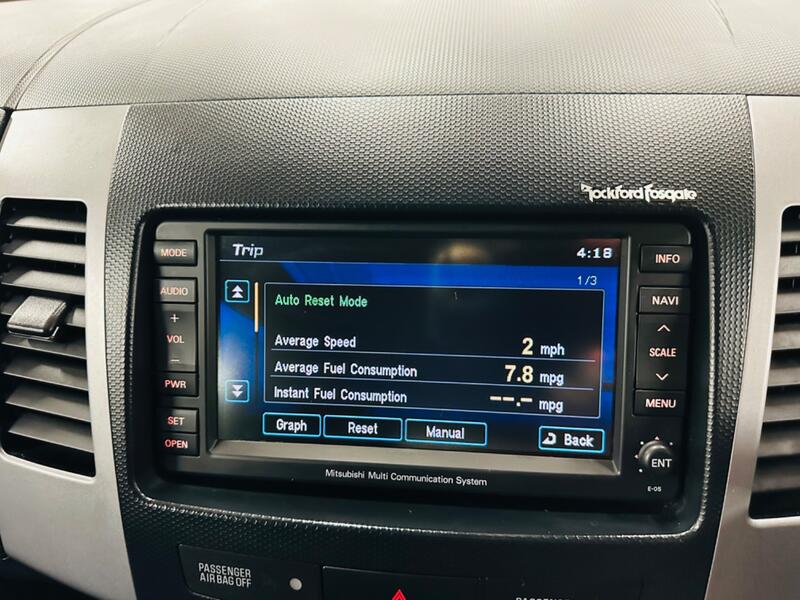 Rockford Fosgate
MODE
AUDIO
+
VOL
−
PWR
SET
OPEN
Trip
4:18
1/3
Auto Reset Mode
Average Speed 2 mph
Average Fuel Consumption 7.8 mpg
Instant Fuel Consumption --.- mpg
Graph Reset Manual Back
INFO
NAVI
SCALE
MENU
ENT
E-05
Mitsubishi Multi Communication System
PASSENGER
AIR BAG OFF
PASSENGER